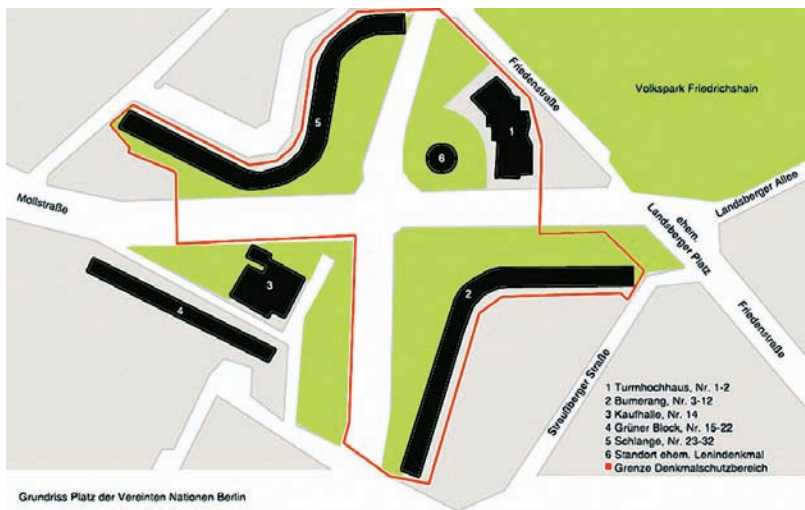 Friedenstraße
Volkspark Friedrichshain
5
1
6
Mollstraße
Landsberger Allee
ehem.
Landsberger Platz
3
2
4
Friedenstraße
Straußberger Straße
1 Turmhochhaus, Nr. 1-2
2 Bumerang, Nr. 3-12
3 Kaufhalle, Nr. 14
4 Grüner Block, Nr. 15-22
5 Schlange, Nr. 23-32
6 Standort ehem. Lenindenkmal
Grenze Denkmalschutzbereich
Grundriss Platz der Vereinten Nationen Berlin